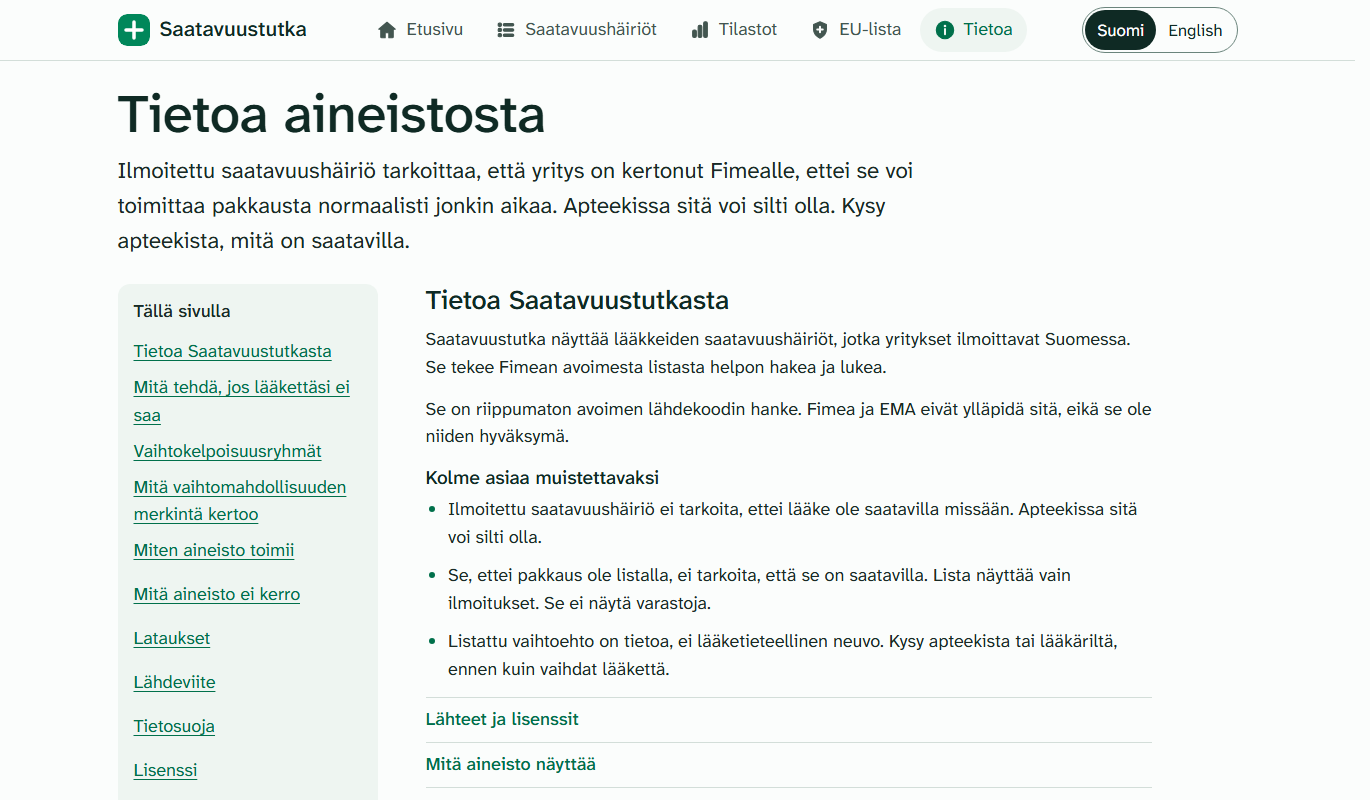 Saatavuustutka
Etusivu
Saatavuushäiriöt
Tilastot
EU-lista
Tietoa
Suomi
English
Tietoa aineistosta
Ilmoitettu saatavuushäiriö tarkoittaa, että yritys on kertonut Fimealle, ettei se voi
toimittaa pakkausta normaalisti jonkin aikaa. Apteekissa sitä voi silti olla. Kysy
apteekista, mitä on saatavilla.
Tällä sivulla
Tietoa Saatavuustutkasta
Mitä tehdä, jos lääkettäsi ei
saa
Vaihtokelpoisuusryhmät
Mitä vaihtomahdollisuuden
merkintä kertoo
Miten aineisto toimii
Mitä aineisto ei kerro
Lataukset
Lähdeviite
Tietosuoja
Lisenssi
Tietoa Saatavuustutkasta
Saatavuustutka näyttää lääkkeiden saatavuushäiriöt, jotka yritykset ilmoittavat Suomessa.
Se tekee Fimean avoimesta listasta helpon hakea ja lukea.
Se on riippumaton avoimen lähdekoodin hanke. Fimea ja EMA eivät ylläpidä sitä, eikä se ole
niiden hyväksymä.
Kolme asiaa muistettavaksi
Ilmoitettu saatavuushäiriö ei tarkoita, ettei lääke ole saatavilla missään. Apteekissa sitä
voi silti olla.
Se, ettei pakkaus ole listalla, ei tarkoita, että se on saatavilla. Lista näyttää vain
ilmoitukset. Se ei näytä varastoja.
Listattu vaihtoehto on tietoa, ei lääketieteellinen neuvo. Kysy apteekista tai lääkäriltä,
ennen kuin vaihdat lääkettä.
Lähteet ja lisenssit
Mitä aineisto näyttää